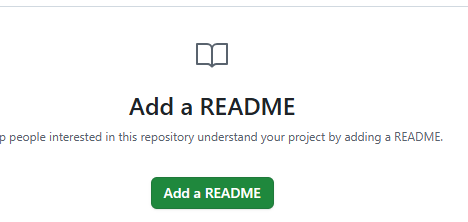 Add a README
people interested in this repository understand your project by adding a README.
Add a README